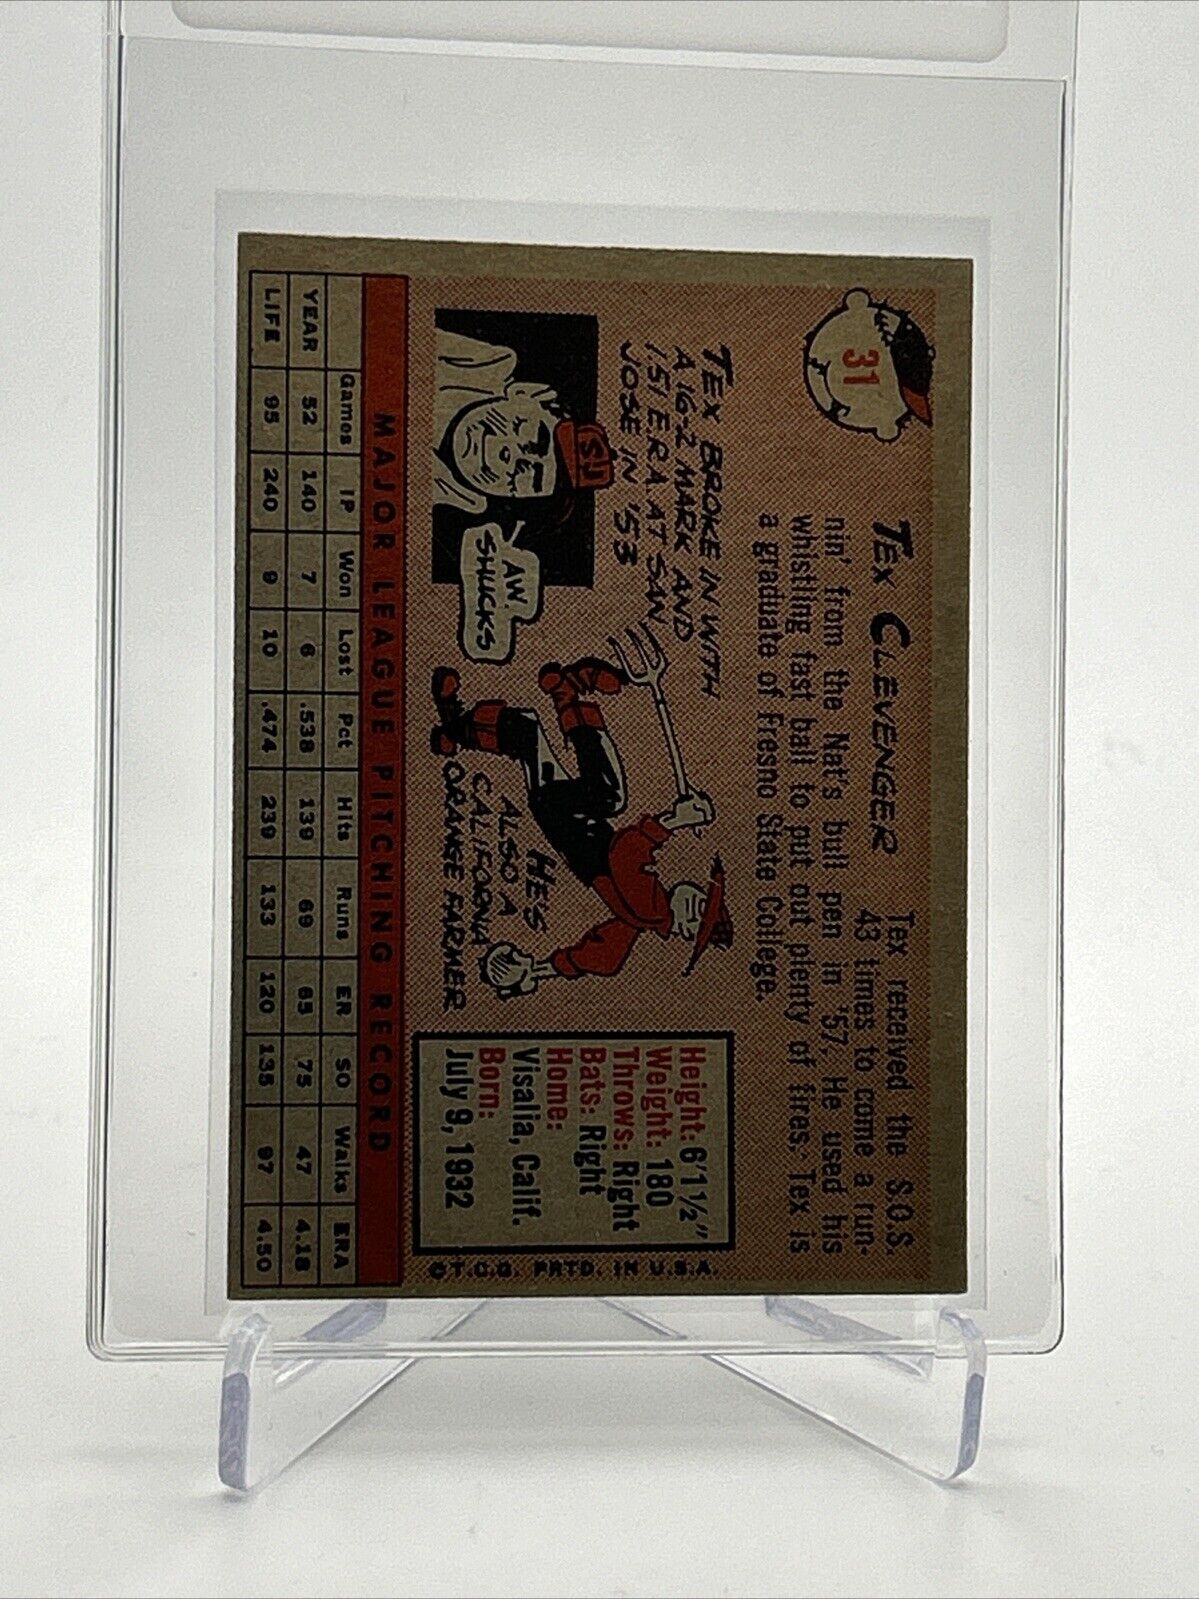 31
TEX CLEVENGER
Tex received the S.O.S.
43 times to come a run-
nin' from the Nat's bull pen in '57. He used his
whistling fast ball to put out plenty of fires. Tex is
a graduate of Fresno State College.
TEX BROKE IN WITH
A 16-2 MARK AND
1.51 ERA AT SAN
JOSE IN '53
SJ
AW.
SHUCKS
HE'S
ALSO A
CALIFORNIA
ORANGE FARMER
Height: 6'1½"
Weight: 180
Throws: Right
Bats: Right
Home:
Visalia, Calif.
Born:
July 9, 1932
© T.C.G. PRTD. IN U.S.A.
MAJOR LEAGUE PITCHING RECORD
Games IP Won Lost Pct Hits Runs ER SO Walks ERA
YEAR 52 140 7 6 .538 139 69 65 75 47 4.18
LIFE 95 240 9 10 .474 239 133 120 135 97 4.50